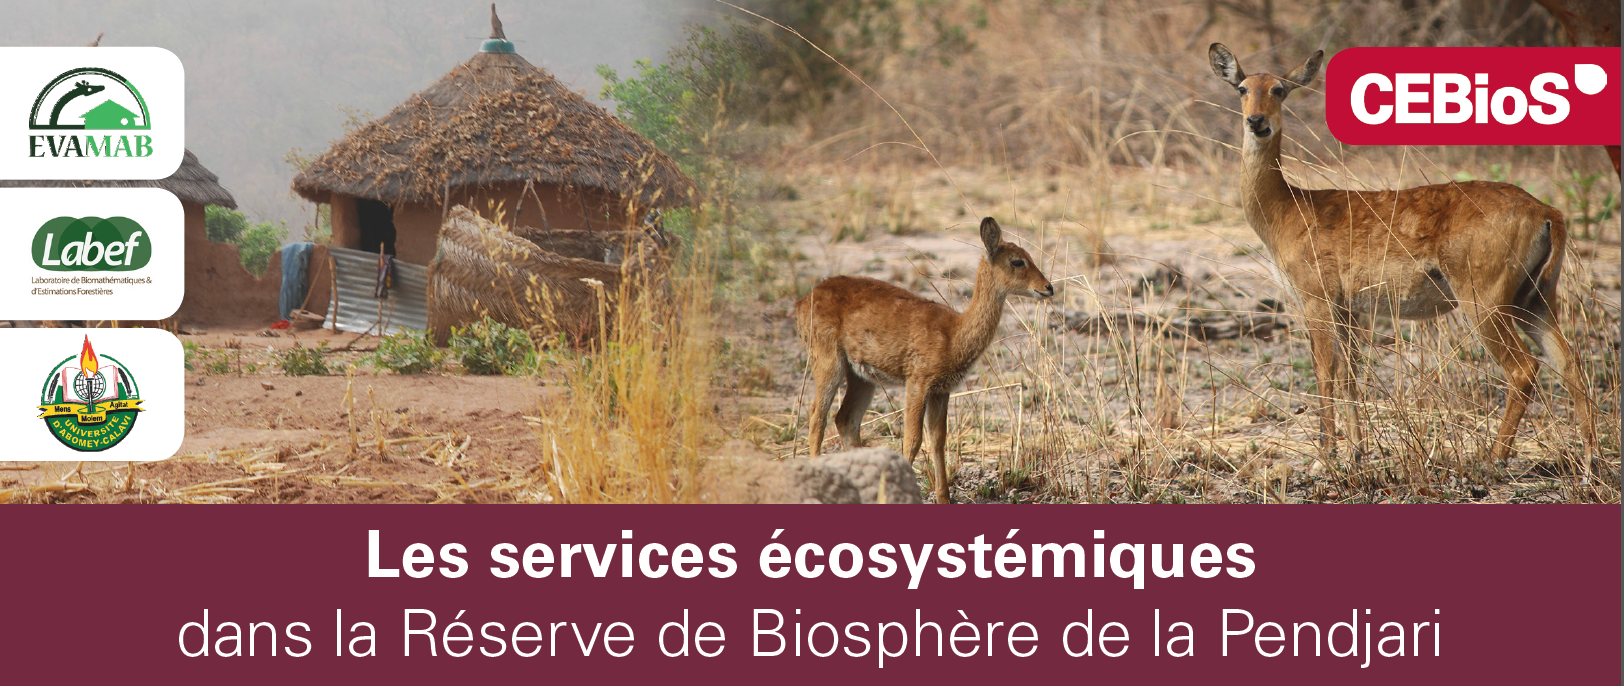 EVAMAB
Labef
Laboratoire de Biomathématiques &
d'Estimations Forestières
Mens
Agitat
Molem
UNIVERSITE
D'ABOMEY-CALAVI
CEBioS
Les services écosystémiques
dans la Réserve de Biosphère de la Pendjari